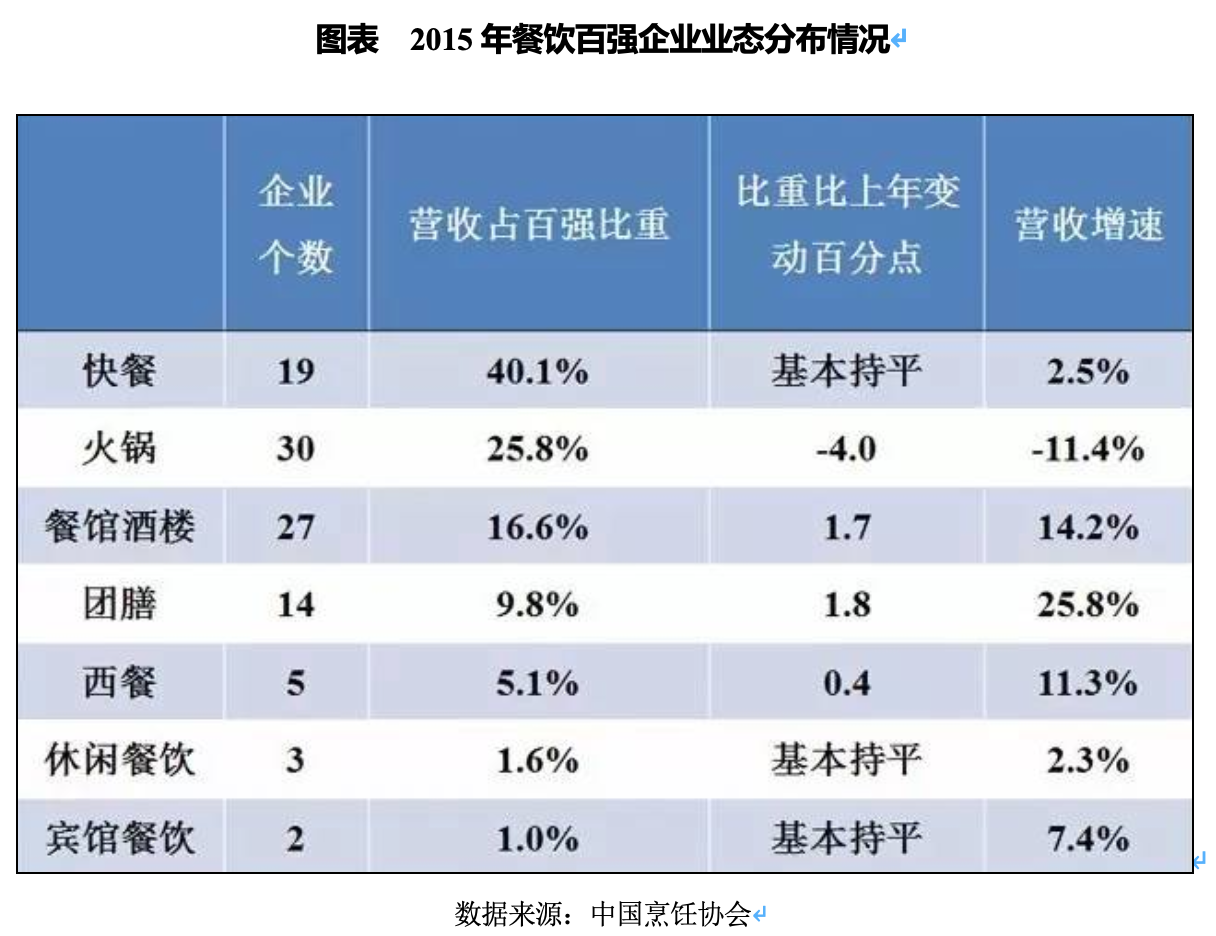 图表 2015 年餐饮百强企业业态分布情况↵
企业
个数
营收占百强比重
比重比上年变
动百分点
营收增速
快餐 19 40.1% 基本持平 2.5%
火锅 30 25.8% -4.0 -11.4%
餐馆酒楼 27 16.6% 1.7 14.2%
团膳 14 9.8% 1.8 25.8%
西餐 5 5.1% 0.4 11.3%
休闲餐饮 3 1.6% 基本持平 2.3%
宾馆餐饮 2 1.0% 基本持平 7.4%↵
数据来源：中国烹饪协会↵